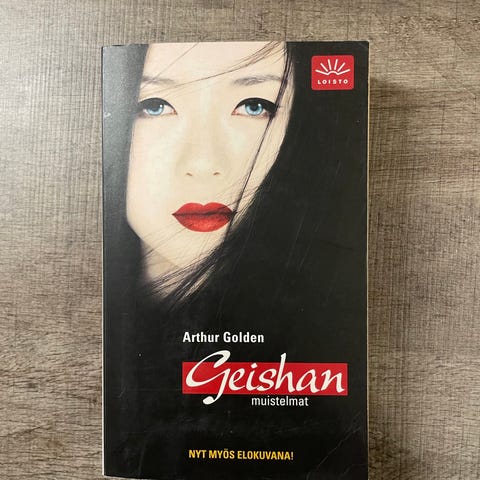 LOISTO
Arthur Golden
Geishan
muistelmat
NYT MYÖS ELOKUVANA!